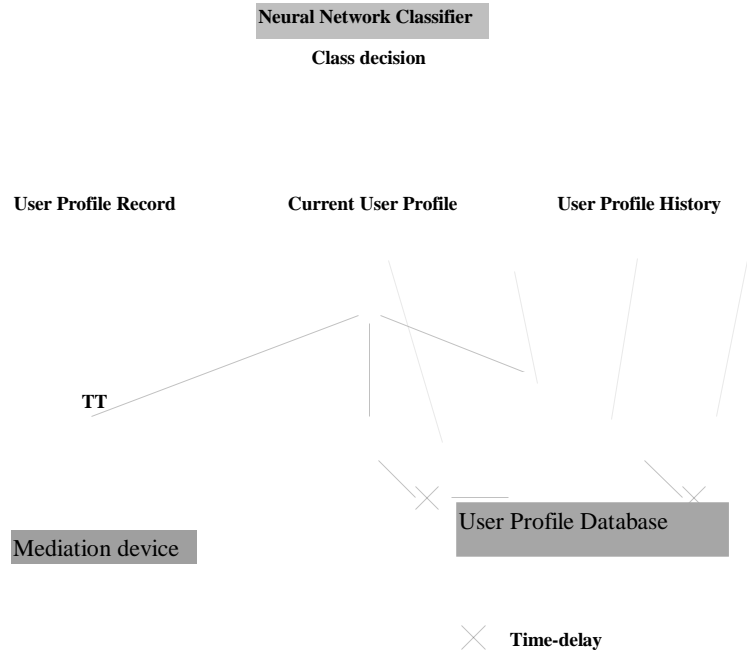 Neural Network Classifier
Class decision
User Profile Record
Current User Profile
User Profile History
TT
User Profile Database
Mediation device
Time-delay